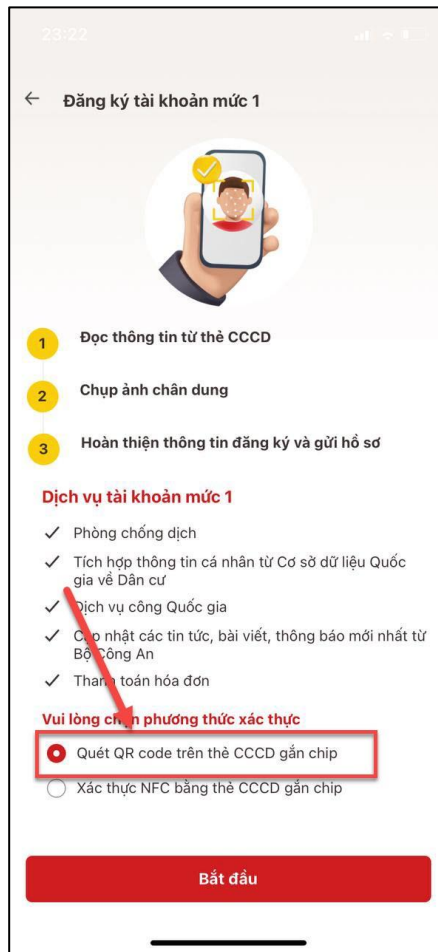 23:22
Đăng ký tài khoản mức 1
1 Đọc thông tin từ thẻ CCCD
2 Chụp ảnh chân dung
3 Hoàn thiện thông tin đăng ký và gửi hồ sơ
Dịch vụ tài khoản mức 1
Phòng chống dịch
Tích hợp thông tin cá nhân từ Cơ sở dữ liệu Quốc
gia về Dân cư
Dịch vụ công Quốc gia
Cập nhật các tin tức, bài viết, thông báo mới nhất từ
Bộ Công An
Thanh toán hóa đơn
Vui lòng chọn phương thức xác thực
Quét QR code trên thẻ CCCD gắn chip
Xác thực NFC bằng thẻ CCCD gắn chip
Bắt đầu